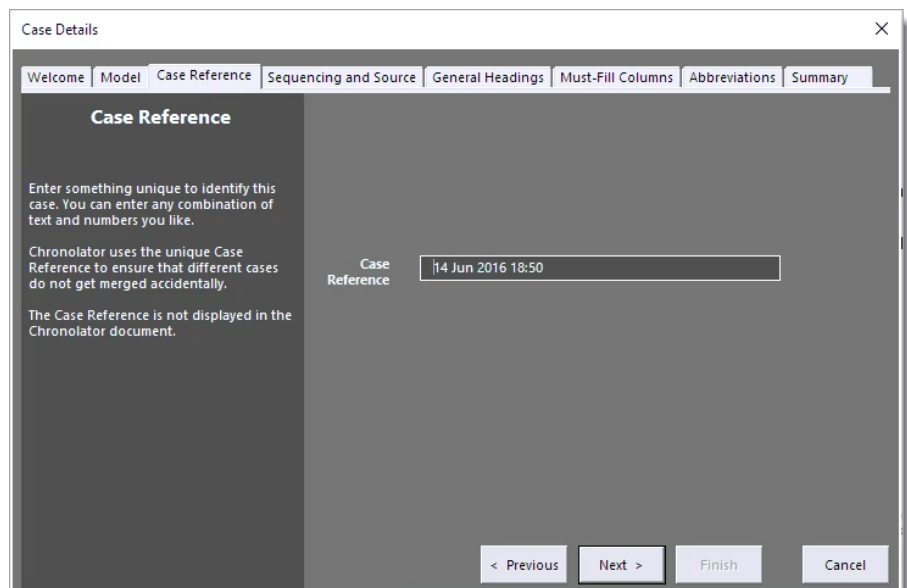 Case Details
Welcome Model Case Reference Sequencing and Source General Headings Must-Fill Columns Abbreviations Summary
Case Reference
Enter something unique to identify this
case. You can enter any combination of
text and numbers you like.
Chronolator uses the unique Case
Reference to ensure that different cases
do not get merged accidentally.
The Case Reference is not displayed in the
Chronolator document.
Case
Reference
14 Jun 2016 18:50
< Previous Next > Finish Cancel